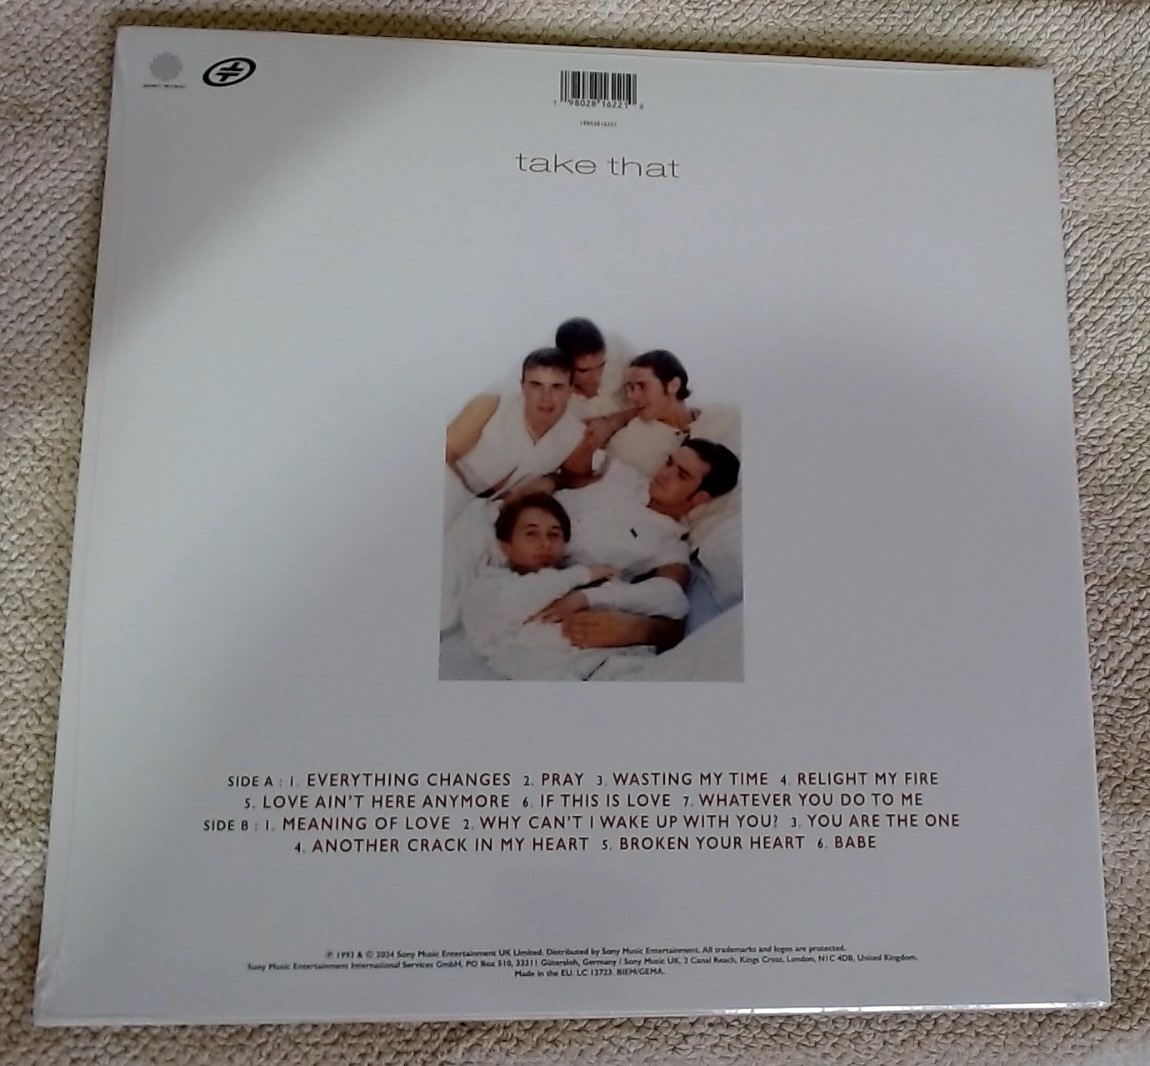 1 98028 16221 6
19802816221
take that
SIDE A : 1. EVERYTHING CHANGES 2. PRAY 3. WASTING MY TIME 4. RELIGHT MY FIRE
5. LOVE AIN'T HERE ANYMORE 6. IF THIS IS LOVE 7. WHATEVER YOU DO TO ME
SIDE B : 1. MEANING OF LOVE 2. WHY CAN'T I WAKE UP WITH YOU? 3. YOU ARE THE ONE
4. ANOTHER CRACK IN MY HEART 5. BROKEN YOUR HEART 6. BABE
℗ 1993 & © 2024 Sony Music Entertainment UK Limited. Distributed by Sony Music Entertainment. All trademarks and logos are protected.
Sony Music Entertainment International Services GmbH, PO Box 510, 33311 Gütersloh, Germany / Sony Music UK, 2 Canal Reach, Kings Cross, London, N1C 4DB, United Kingdom.
Made in the EU. LC 12723. BIEM/GEMA.